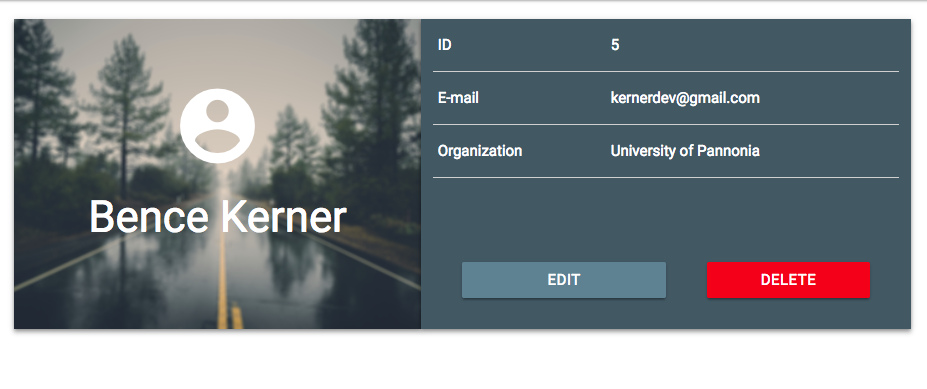 Bence Kerner
ID 5
E-mail kernerdev@gmail.com
Organization University of Pannonia
EDIT DELETE